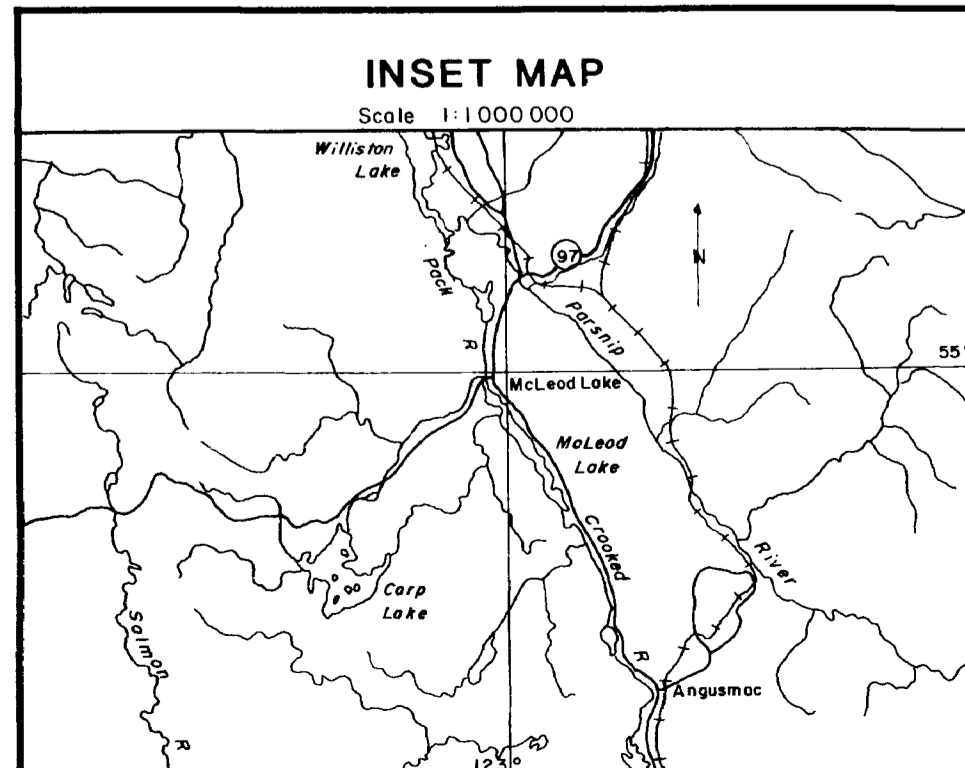 INSET MAP
Scale 1:1 000 000
Williston
Lake
Pack
R
97
N
Parsnip
55°
McLeod Lake
McLeod
Lake
Crooked
R
River
Carp
Lake
Salmon
R
Angusmac
123°